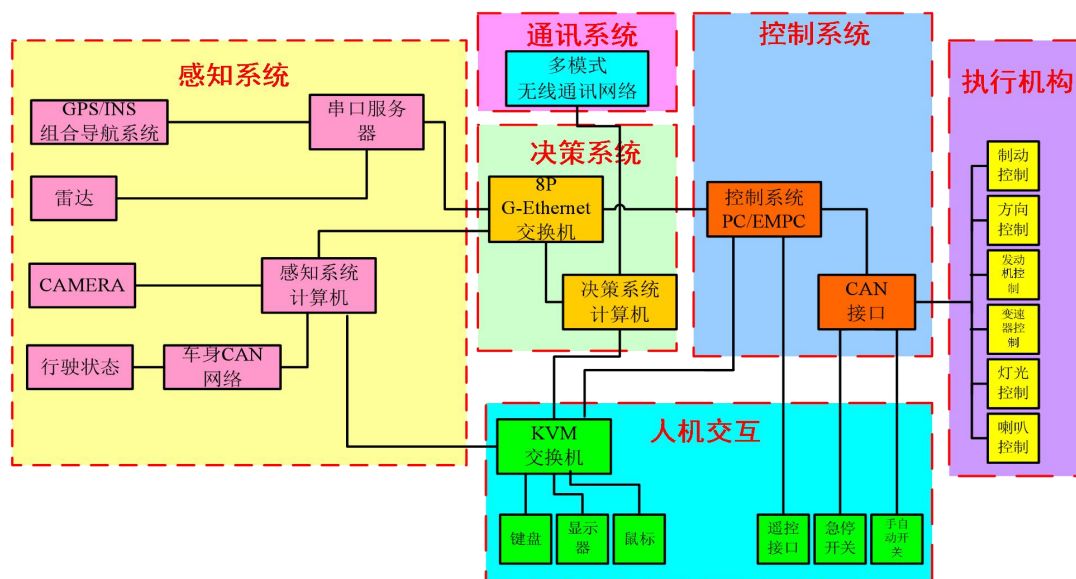 感知系统
GPS/INS
组合导航系统
串口服务
器
雷达
CAMERA
感知系统
计算机
行驶状态
车身CAN
网络
通讯系统
多模式
无线通讯网络
决策系统
8P
G-Ethernet
交换机
决策系统
计算机
控制系统
控制系统
PC/EMPC
CAN
接口
执行机构
制动
控制
方向
控制
发动
机控
制
变速
器控
制
灯光
控制
喇叭
控制
人机交互
KVM
交换机
键盘
显示
器
鼠标
遥控
接口
急停
开关
手自
动开
关